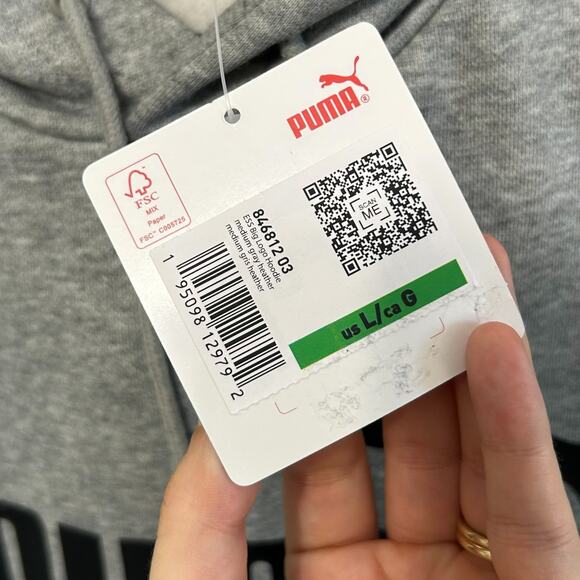 PUMA®
FSC
MIX
Paper
FSC™ C005725
846812 03
ESS Big Logo Hoodie
medium gray heather
medium gris heather
SCAN
ME
us L/ca G
1 95098 12979 2